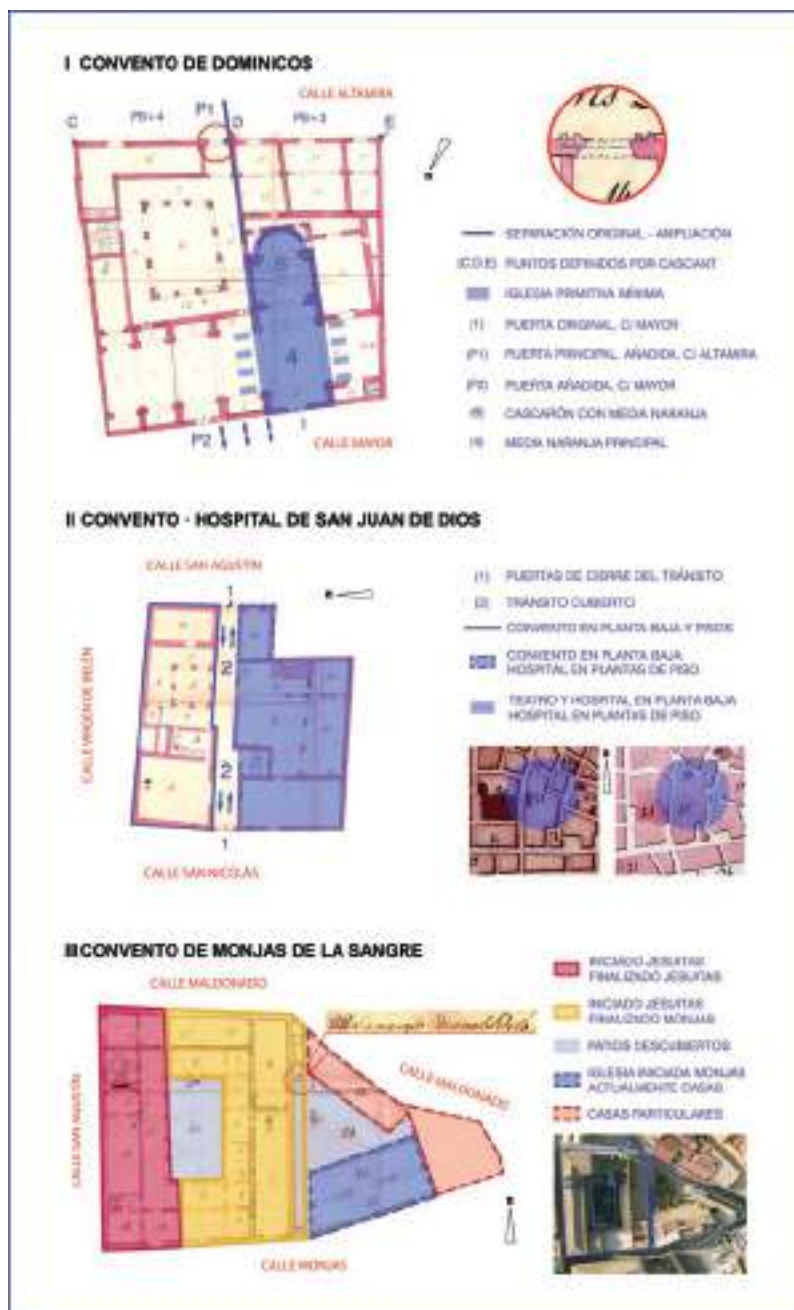 I CONVENTO DE DOMINICOS
CALLE ALTAMIRA
C
P1
D
E
SEPARACIÓN ORIGINAL - AMPLIACIÓN
(C,D,E) PUNTOS DEFINIDOS POR CASCANT
IGLESIA PRIMITIVA MÍNIMA
(1) PUERTA ORIGINAL, C/ MAYOR
(P1) PUERTA PRINCIPAL, AÑADIDA, C/ ALTAMIRA
(P2) PUERTA AÑADIDA, C/ MAYOR
CASCARÓN CON MEDIA NARANJA
MEDIA NARANJA PRINCIPAL
4
P2
1
CALLE MAYOR
II CONVENTO - HOSPITAL DE SAN JUAN DE DIOS
CALLE SAN AGUSTÍN
1
2
CALLE VIRGEN DE BELÉN
2
1
CALLE SAN NICOLÁS
(1) PUERTAS DE CIERRE DEL TRÁNSITO
(2) TRÁNSITO CUBIERTO
CONVENTO EN PLANTA BAJA Y PISOS
CONVENTO EN PLANTA BAJA
HOSPITAL EN PLANTAS DE PISO
TEATRO Y HOSPITAL EN PLANTA BAJA
HOSPITAL EN PLANTAS DE PISO
III CONVENTO DE MONJAS DE LA SANGRE
CALLE MALDONADO
CALLE SAN AGUSTÍN
CALLE MALDONADO
CALLE MONJAS
INICIADO JESUITAS
FINALIZADO JESUITAS
INICIADO JESUITAS
FINALIZADO MONJAS
PATIOS DESCUBIERTOS
IGLESIA INICIADA MONJAS
ACTUALMENTE CASAS
CASAS PARTICULARES